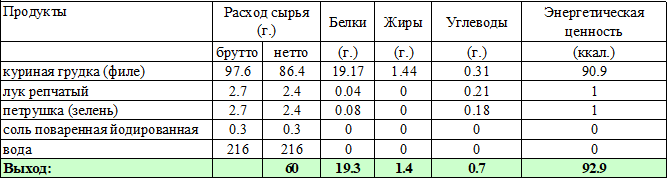 Продукты Расход сырья Белки Жиры Углеводы Энергетическая
(г.) ценность
брутто нетто (г.) (г.) (г.) (ккал.)
куриная грудка (филе) 97.6 86.4 19.17 1.44 0.31 90.9
лук репчатый 2.7 2.4 0.04 0 0.21 1
петрушка (зелень) 2.7 2.4 0.08 0 0.18 1
соль поваренная йодированная 0.3 0.3 0 0 0 0
вода 216 216 0 0 0 0
Выход: 60 19.3 1.4 0.7 92.9